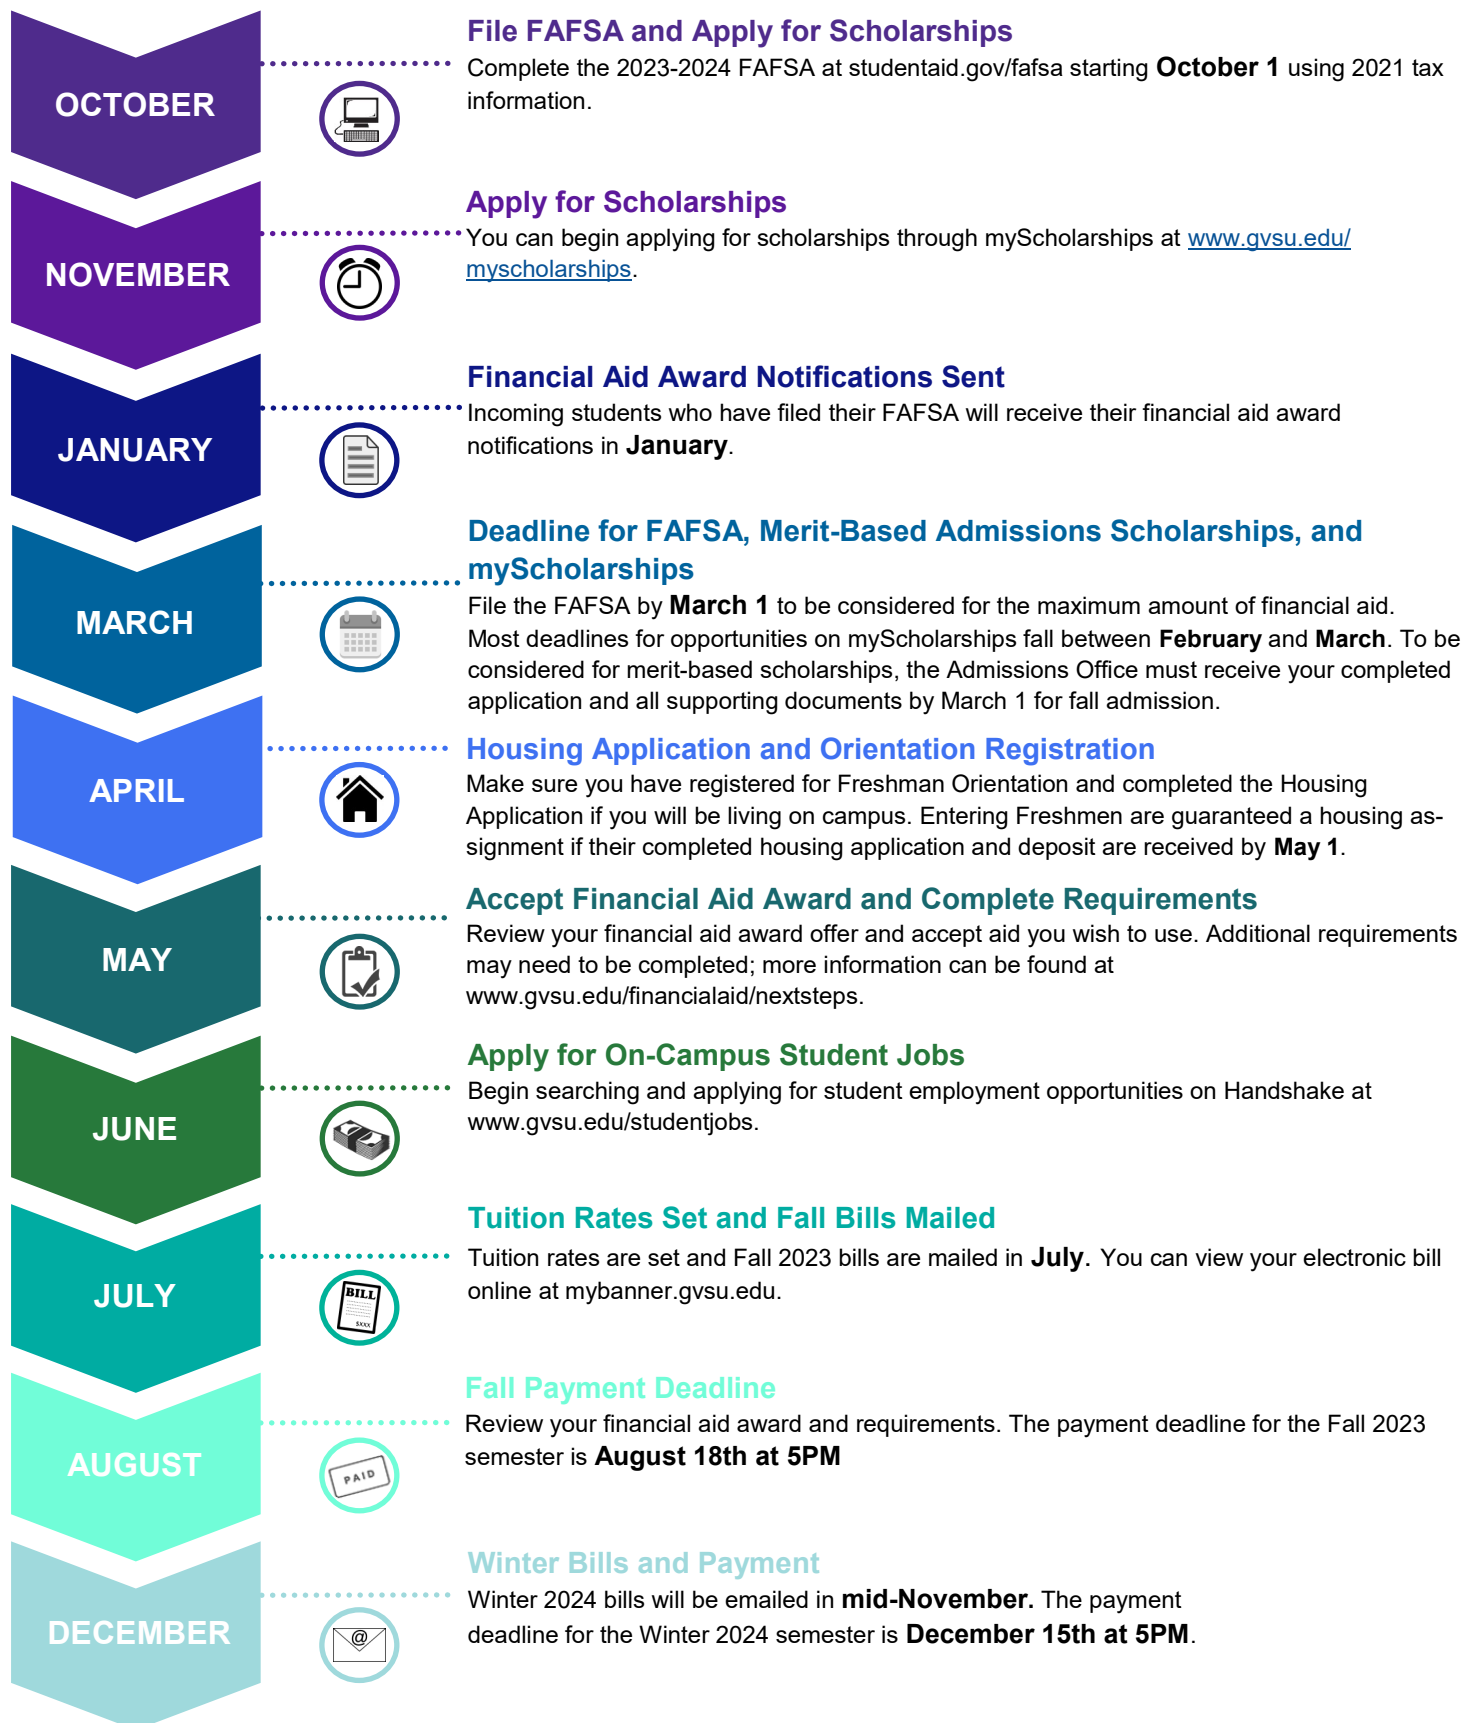 File FAFSA and Apply for Scholarships
Complete the 2023-2024 FAFSA at studentaid.gov/fafsa starting October 1 using 2021 tax
information.
OCTOBER
Apply for Scholarships
You can begin applying for scholarships through myScholarships at www.gvsu.edu/
myscholarships.
NOVEMBER
Financial Aid Award Notifications Sent
Incoming students who have filed their FAFSA will receive their financial aid award
notifications in January.
JANUARY
Deadline for FAFSA, Merit-Based Admissions Scholarships, and
myScholarships
File the FAFSA by March 1 to be considered for the maximum amount of financial aid.
Most deadlines for opportunities on myScholarships fall between February and March. To be
considered for merit-based scholarships, the Admissions Office must receive your completed
application and all supporting documents by March 1 for fall admission.
MARCH
Housing Application and Orientation Registration
Make sure you have registered for Freshman Orientation and completed the Housing
Application if you will be living on campus. Entering Freshmen are guaranteed a housing as-
signment if their completed housing application and deposit are received by May 1.
APRIL
Accept Financial Aid Award and Complete Requirements
Review your financial aid award offer and accept aid you wish to use. Additional requirements
may need to be completed; more information can be found at
www.gvsu.edu/financialaid/nextsteps.
MAY
Apply for On-Campus Student Jobs
Begin searching and applying for student employment opportunities on Handshake at
www.gvsu.edu/studentjobs.
JUNE
Tuition Rates Set and Fall Bills Mailed
Tuition rates are set and Fall 2023 bills are mailed in July. You can view your electronic bill
online at mybanner.gvsu.edu.
JULY
BILL
$XXX
Fall Payment Deadline
Review your financial aid award and requirements. The payment deadline for the Fall 2023
semester is August 18th at 5PM
AUGUST
PAID
Winter Bills and Payment
Winter 2024 bills will be emailed in mid-November. The payment
deadline for the Winter 2024 semester is December 15th at 5PM.
DECEMBER
@